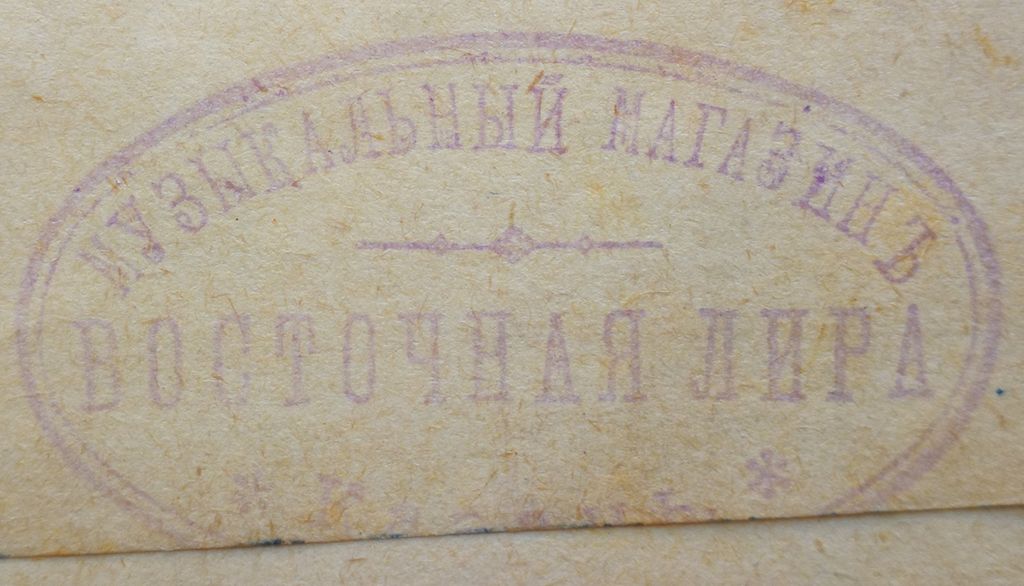 МУЗЫКАЛЬНЫЙ МАГАЗИНЪ
ВОСТОЧНАЯ ЛИРА